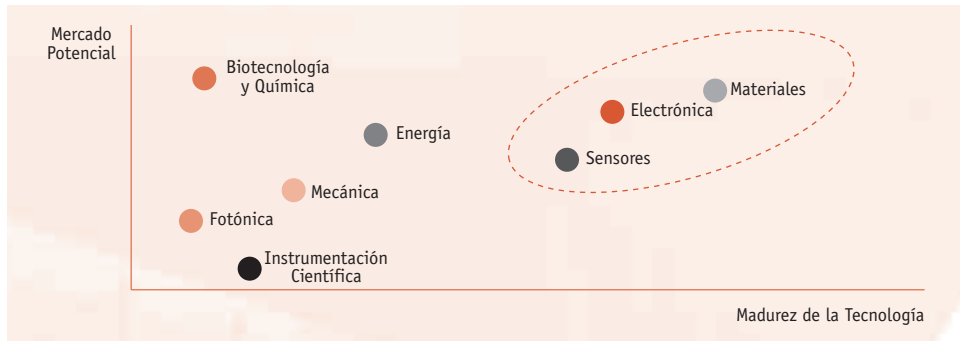 Mercado
Potencial
Biotecnología
y Química
Materiales
Electrónica
Energía
Sensores
Mecánica
Fotónica
Instrumentación
Científica
Madurez de la Tecnología